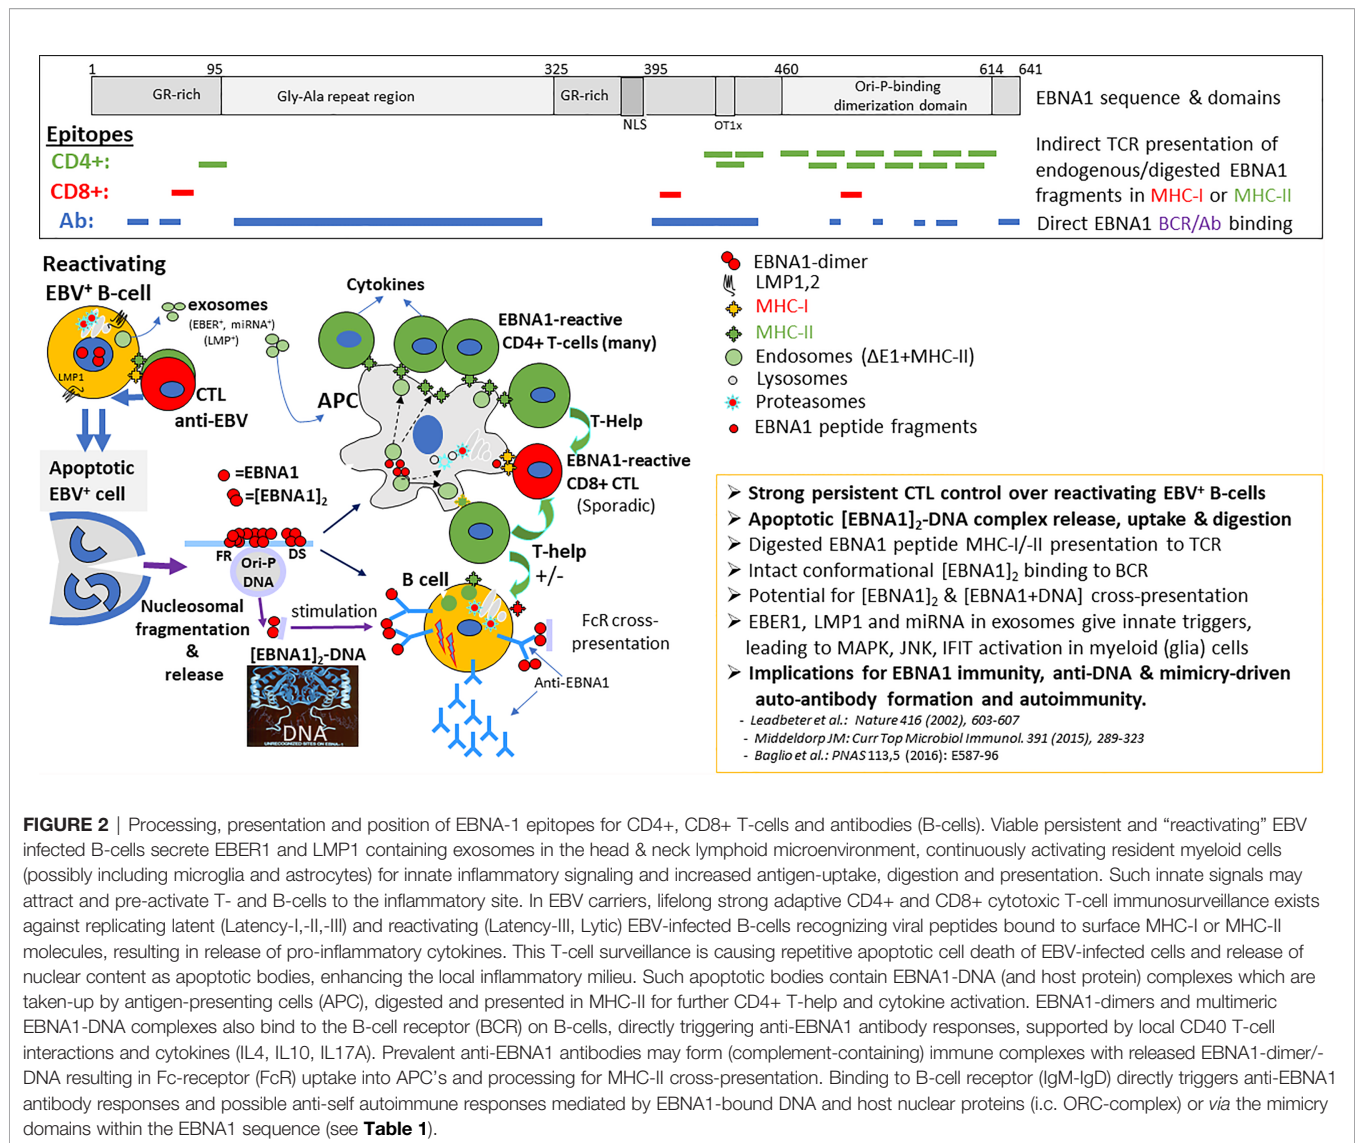 1 95 325 395 460 614 641
GR-rich Gly-Ala repeat region GR-rich Ori-P-binding
dimerization domain
EBNA1 sequence & domains
NLS OT1x
Epitopes
CD4+:
CD8+:
Ab:
Indirect TCR presentation of
endogenous/digested EBNA1
fragments in MHC-I or MHC-II
Direct EBNA1 BCR/Ab binding
Reactivating
EBV⁺ B-cell
exosomes
(EBER⁺, miRNA⁺)
(LMP⁺)
LMP1
CTL
anti-EBV
Cytokines
EBNA1-reactive
CD4+ T-cells (many)
APC
T-Help
EBNA1-reactive
CD8+ CTL
(Sporadic)
T-help
+/-
Apoptotic
EBV⁺ cell
=EBNA1
=[EBNA1]₂
FR DS
Ori-P
DNA
Nucleosomal
fragmentation
&
release
stimulation
[EBNA1]₂-DNA
DNA
UNRECOGNIZED SITES ON EBNA-1
B cell
FcR cross-
presentation
Anti-EBNA1
EBNA1-dimer
LMP1,2
MHC-I
MHC-II
Endosomes (ΔE1+MHC-II)
Lysosomes
Proteasomes
EBNA1 peptide fragments
➢ Strong persistent CTL control over reactivating EBV⁺ B-cells
➢ Apoptotic [EBNA1]₂-DNA complex release, uptake & digestion
➢ Digested EBNA1 peptide MHC-I/-II presentation to TCR
➢ Intact conformational [EBNA1]₂ binding to BCR
➢ Potential for [EBNA1]₂ & [EBNA1+DNA] cross-presentation
➢ EBER1, LMP1 and miRNA in exosomes give innate triggers,
leading to MAPK, JNK, IFIT activation in myeloid (glia) cells
➢ Implications for EBNA1 immunity, anti-DNA & mimicry-driven
auto-antibody formation and autoimmunity.
- Leadbeter et al.: Nature 416 (2002), 603-607
- Middeldorp JM: Curr Top Microbiol Immunol. 391 (2015), 289-323
- Baglio et al.: PNAS 113,5 (2016): E587-96
FIGURE 2 | Processing, presentation and position of EBNA-1 epitopes for CD4+, CD8+ T-cells and antibodies (B-cells). Viable persistent and “reactivating” EBV
infected B-cells secrete EBER1 and LMP1 containing exosomes in the head & neck lymphoid microenvironment, continuously activating resident myeloid cells
(possibly including microglia and astrocytes) for innate inflammatory signaling and increased antigen-uptake, digestion and presentation. Such innate signals may
attract and pre-activate T- and B-cells to the inflammatory site. In EBV carriers, lifelong strong adaptive CD4+ and CD8+ cytotoxic T-cell immunosurveillance exists
against replicating latent (Latency-I,-II,-III) and reactivating (Latency-III, Lytic) EBV-infected B-cells recognizing viral peptides bound to surface MHC-I or MHC-II
molecules, resulting in release of pro-inflammatory cytokines. This T-cell surveillance is causing repetitive apoptotic cell death of EBV-infected cells and release of
nuclear content as apoptotic bodies, enhancing the local inflammatory milieu. Such apoptotic bodies contain EBNA1-DNA (and host protein) complexes which are
taken-up by antigen-presenting cells (APC), digested and presented in MHC-II for further CD4+ T-help and cytokine activation. EBNA1-dimers and multimeric
EBNA1-DNA complexes also bind to the B-cell receptor (BCR) on B-cells, directly triggering anti-EBNA1 antibody responses, supported by local CD40 T-cell
interactions and cytokines (IL4, IL10, IL17A). Prevalent anti-EBNA1 antibodies may form (complement-containing) immune complexes with released EBNA1-dimer/-
DNA resulting in Fc-receptor (FcR) uptake into APC’s and processing for MHC-II cross-presentation. Binding to B-cell receptor (IgM-IgD) directly triggers anti-EBNA1
antibody responses and possible anti-self autoimmune responses mediated by EBNA1-bound DNA and host nuclear proteins (i.c. ORC-complex) or via the mimicry
domains within the EBNA1 sequence (see Table 1).